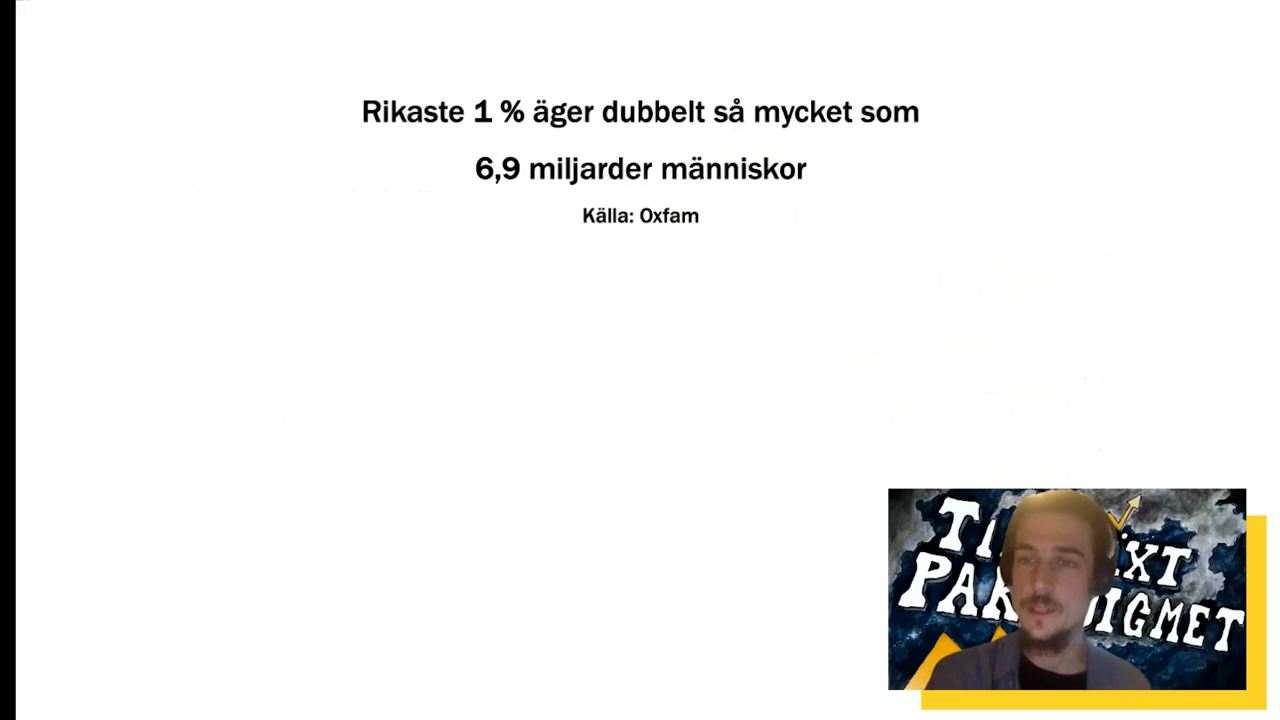 Rikaste 1 % äger dubbelt så mycket som
6,9 miljarder människor
Källa: Oxfam